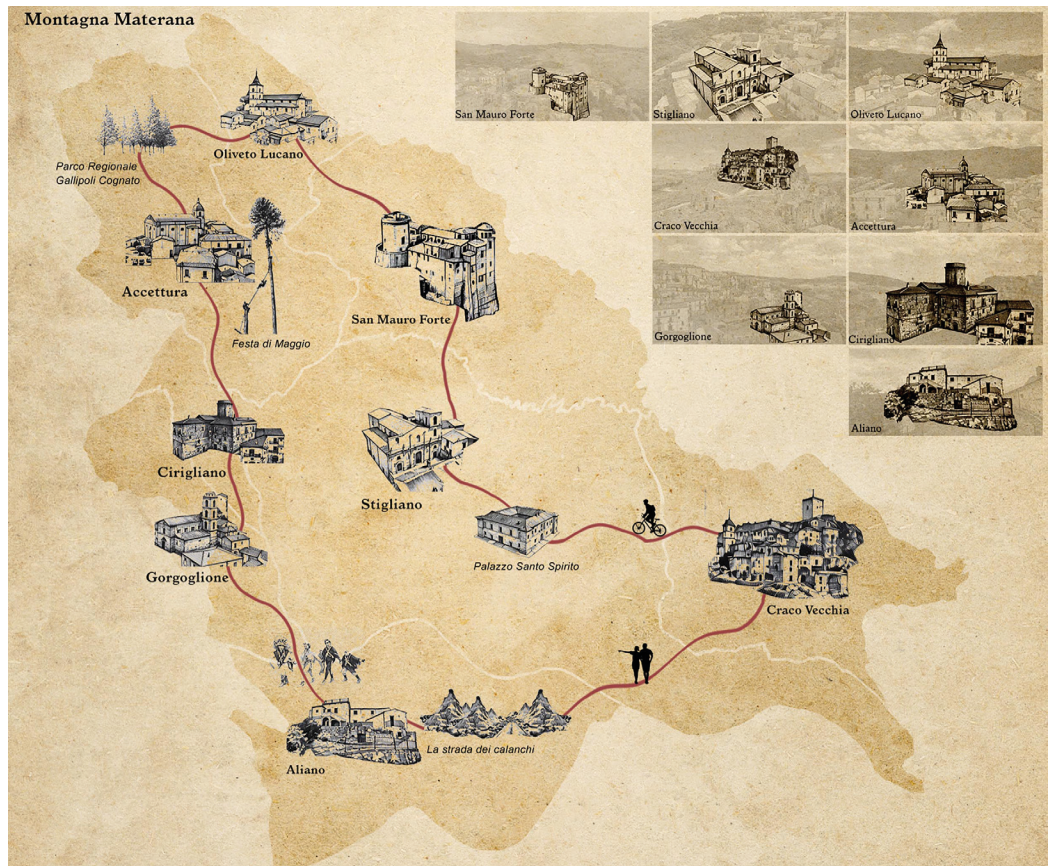 Montagna Materana
San Mauro Forte
Stigliano
Oliveto Lucano
Craco Vecchia
Accettura
Gorgoglione
Cirigliano
Aliano
Oliveto Lucano
Parco Regionale
Gallipoli Cognato
Accettura
San Mauro Forte
Festa di Maggio
Cirigliano
Stigliano
Palazzo Santo Spirito
Gorgoglione
Craco Vecchia
La strada dei calanchi
Aliano